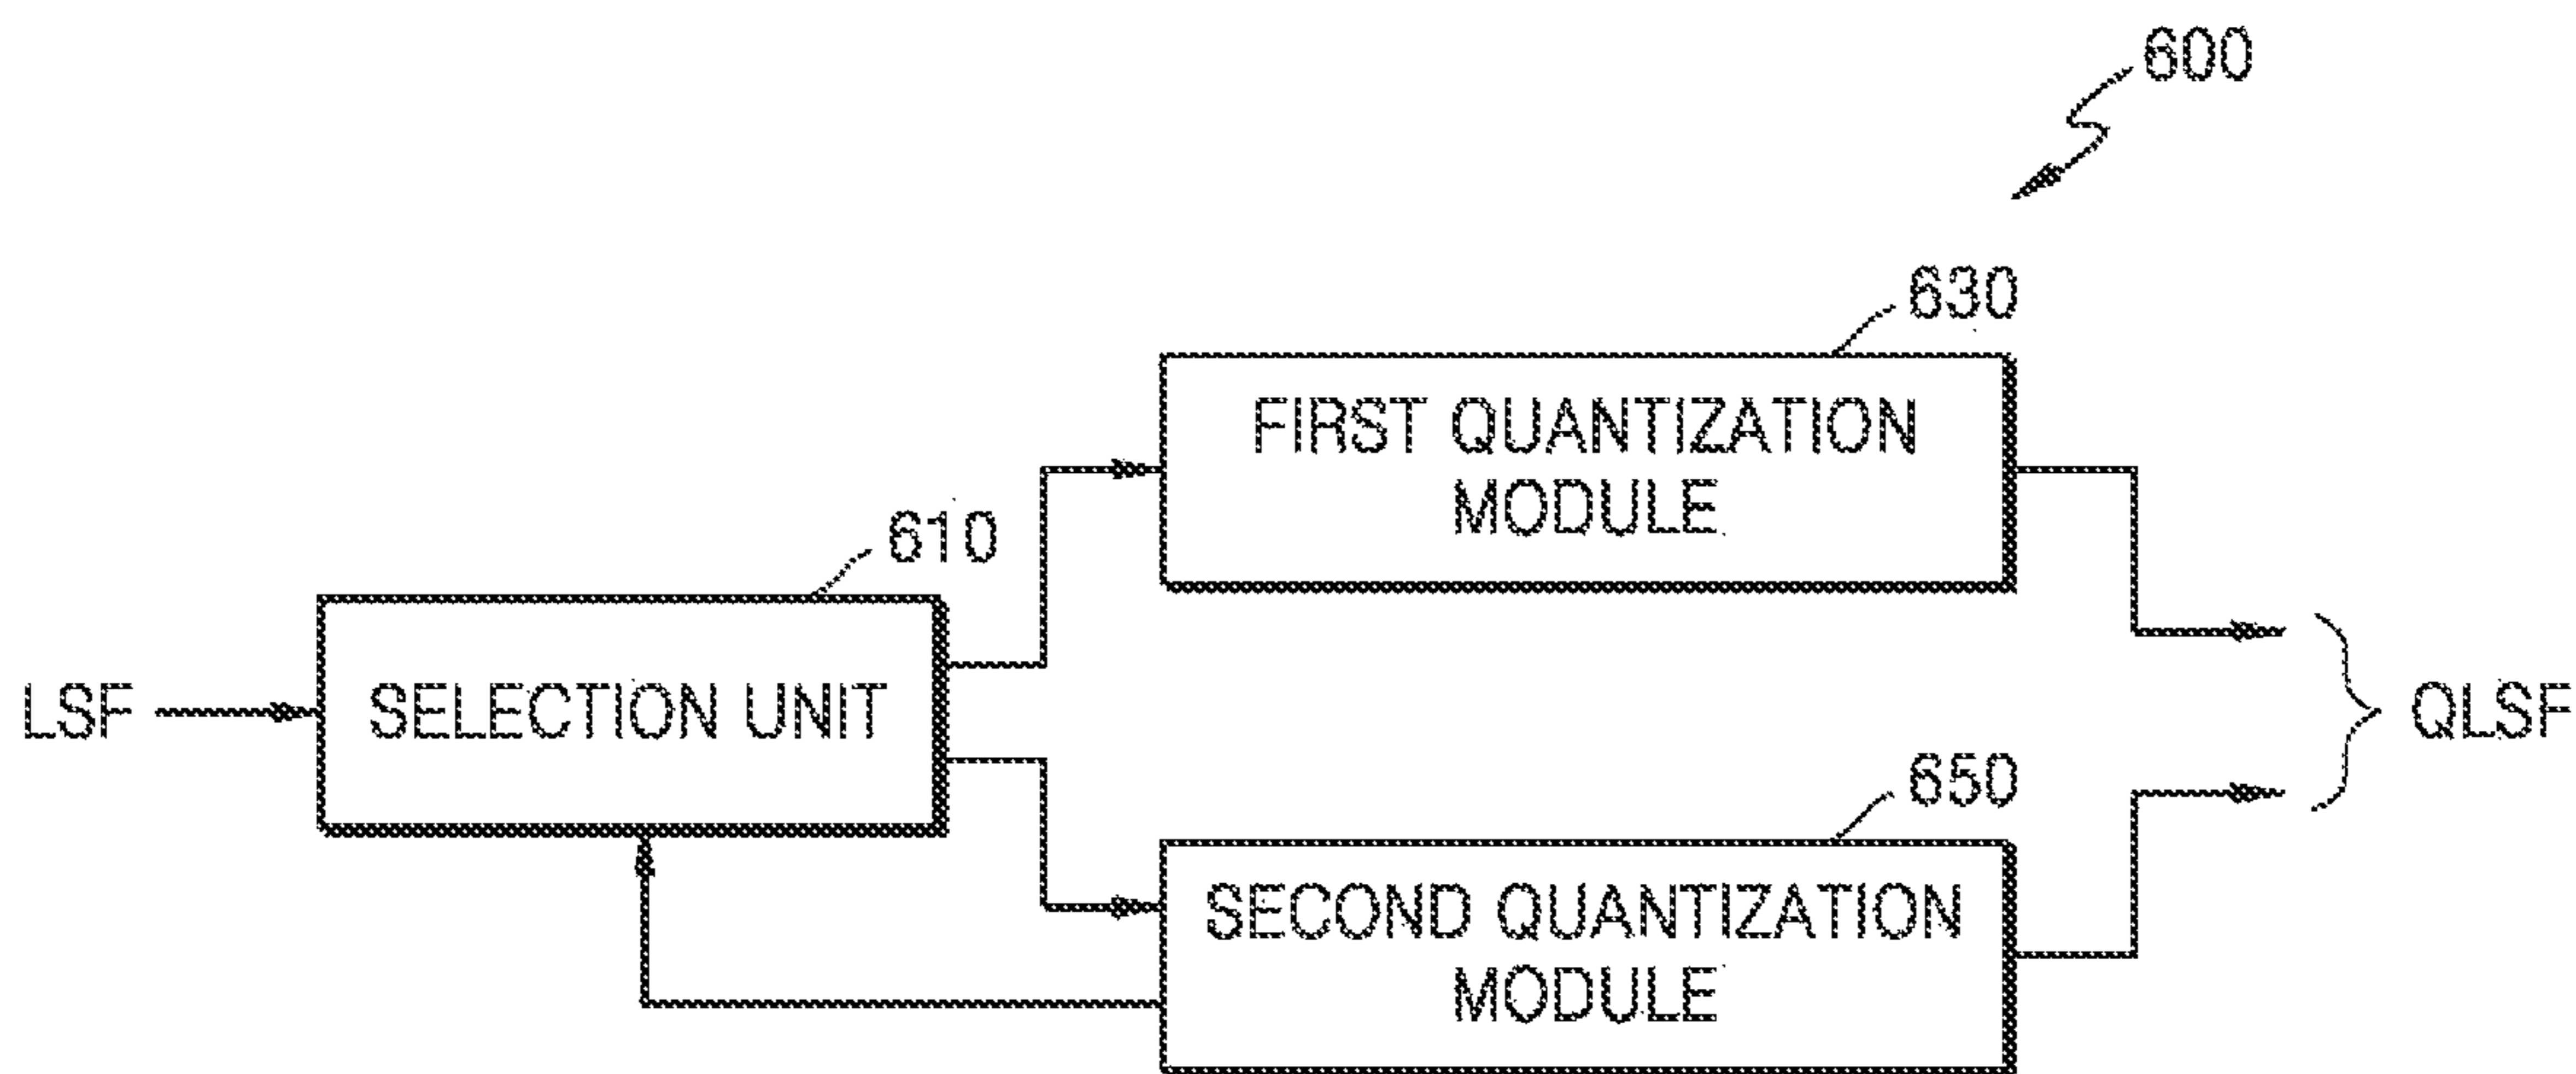 600
630
FIRST QUANTIZATION
MODULE
610
LSF
SELECTION UNIT
QLSF
650
SECOND QUANTIZATION
MODULE